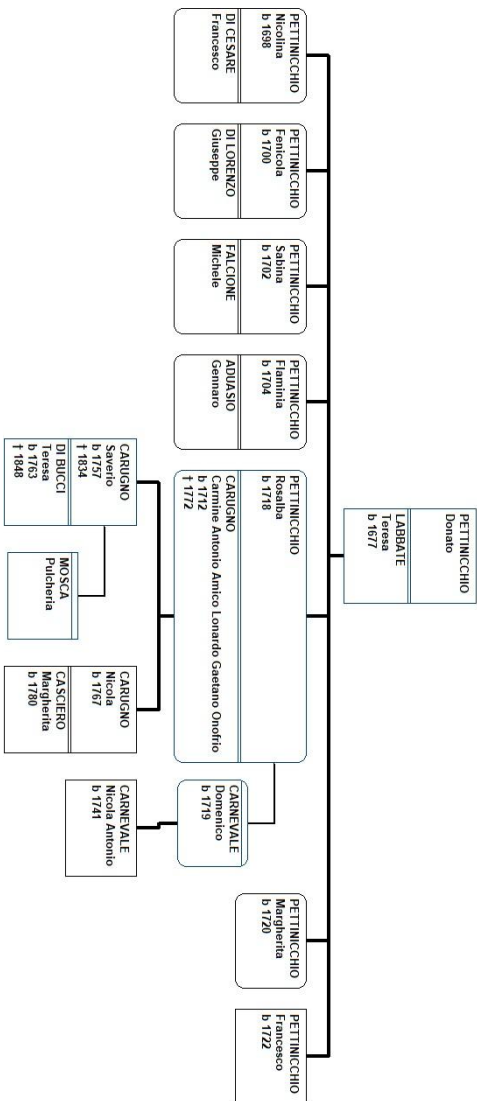 PETTINICCHIO
Donato
LABBATE
Teresa
b 1677
PETTINICCHIO
Nicolina
b 1698
DI CESARE
Francesco
PETTINICCHIO
Fenicola
b 1700
DI LORENZO
Giuseppe
PETTINICCHIO
Sabina
b 1702
FALCIONE
Michele
PETTINICCHIO
Flaminia
b 1704
ADUASIO
Gennaro
PETTINICCHIO
Rosalba
b 1718
CARUGNO
Carmine Antonio Amico Lonardo Gaetano Onofrio
b 1712
† 1772
PETTINICCHIO
Margherita
b 1720
PETTINICCHIO
Francesco
b 1722
CARNEVALE
Domenico
b 1719
CARUGNO
Saverio
b 1757
† 1834
DI BUCCI
Teresa
b 1763
† 1848
MOSCA
Pulcheria
CARUGNO
Nicola
b 1767
CASCIERO
Margherita
b 1780
CARNEVALE
Nicola Antonio
b 1741